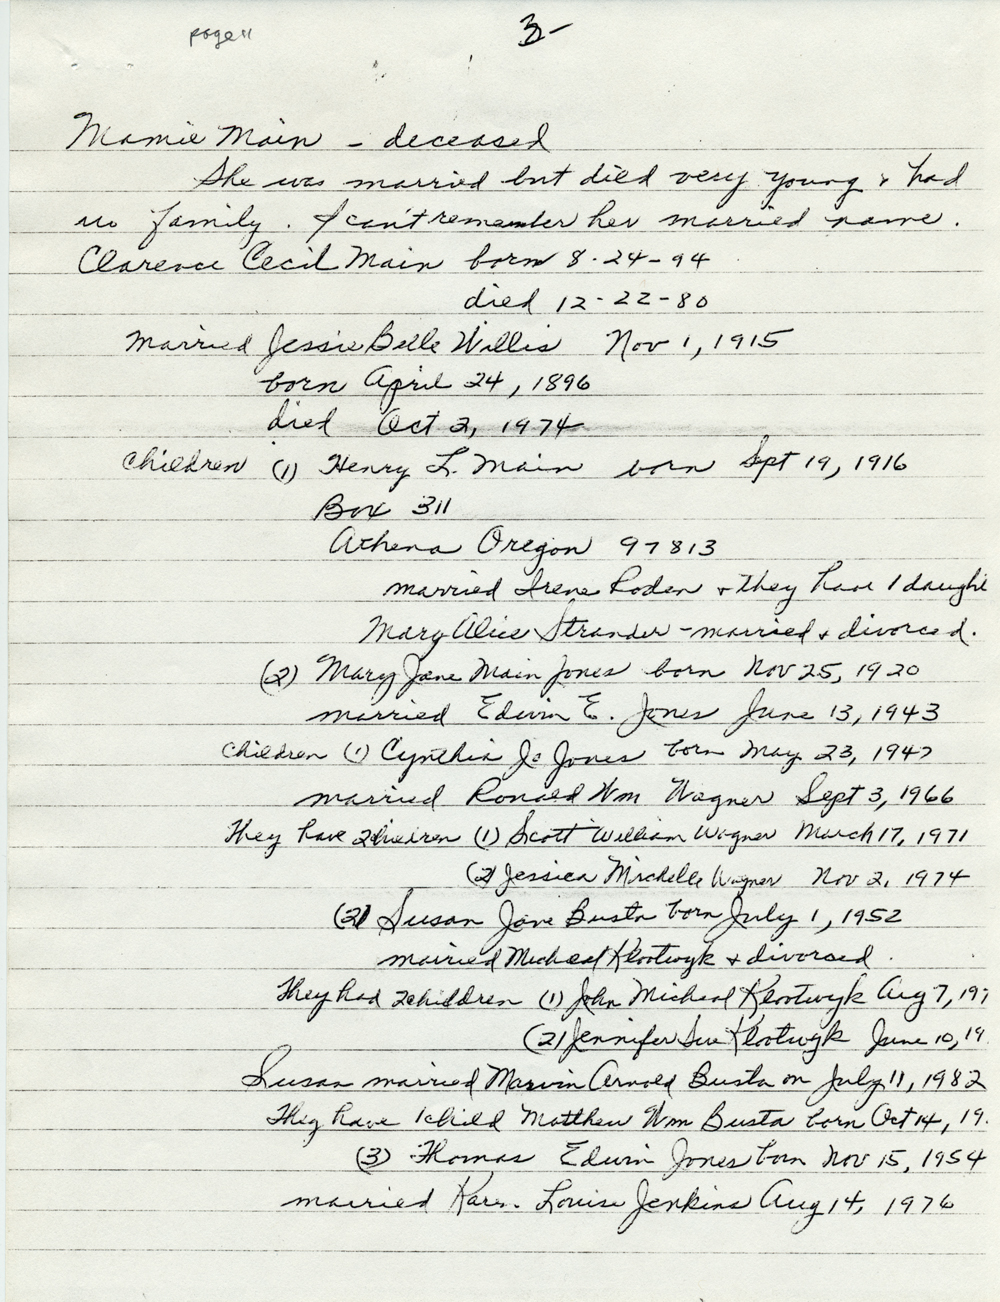 page 11
3-
Mamie Main - deceased
She was married but died very young & had
no family. I can't remember her married name.
Clarence Cecil Main born 8-24-94
died 12-22-80
married Jessie Belle Willis Nov 1, 1915
born April 24, 1896
died Oct 2, 1974
children (1) Henry L. Main born Sept 19, 1916
Box 311
Athena Oregon 97813
married Irene Roden & they have 1 daught
Mary Alice Strander - married & divorced.
(2) Mary Jane Main Jones born Nov 25, 1920
married Edwin E. Jones June 13, 1943
children (1) Cynthia Jo Jones born May 23, 1947
married Ronald Wm Wagner Sept 3, 1966
They have 2 children (1) Scott William Wagner March 17, 1971
(2) Jessica Michelle Wagner Nov 2, 1974
(2) Susan Jane Busta born July 1, 1952
married Micheal Klootwyk & divorced.
They had 2 children (1) John Micheal Klootwyk Aug 7, 197
(2) Jennifer Sue Klootwyk June 10, 19
Susan married Marvin Arnold Busta on July 11, 1982
They have 1 child Matthew Wm Busta born Oct 14, 19
(3) Thomas Edwin Jones born Nov 15, 1954
married Karen Louise Jenkins Aug 14, 1976